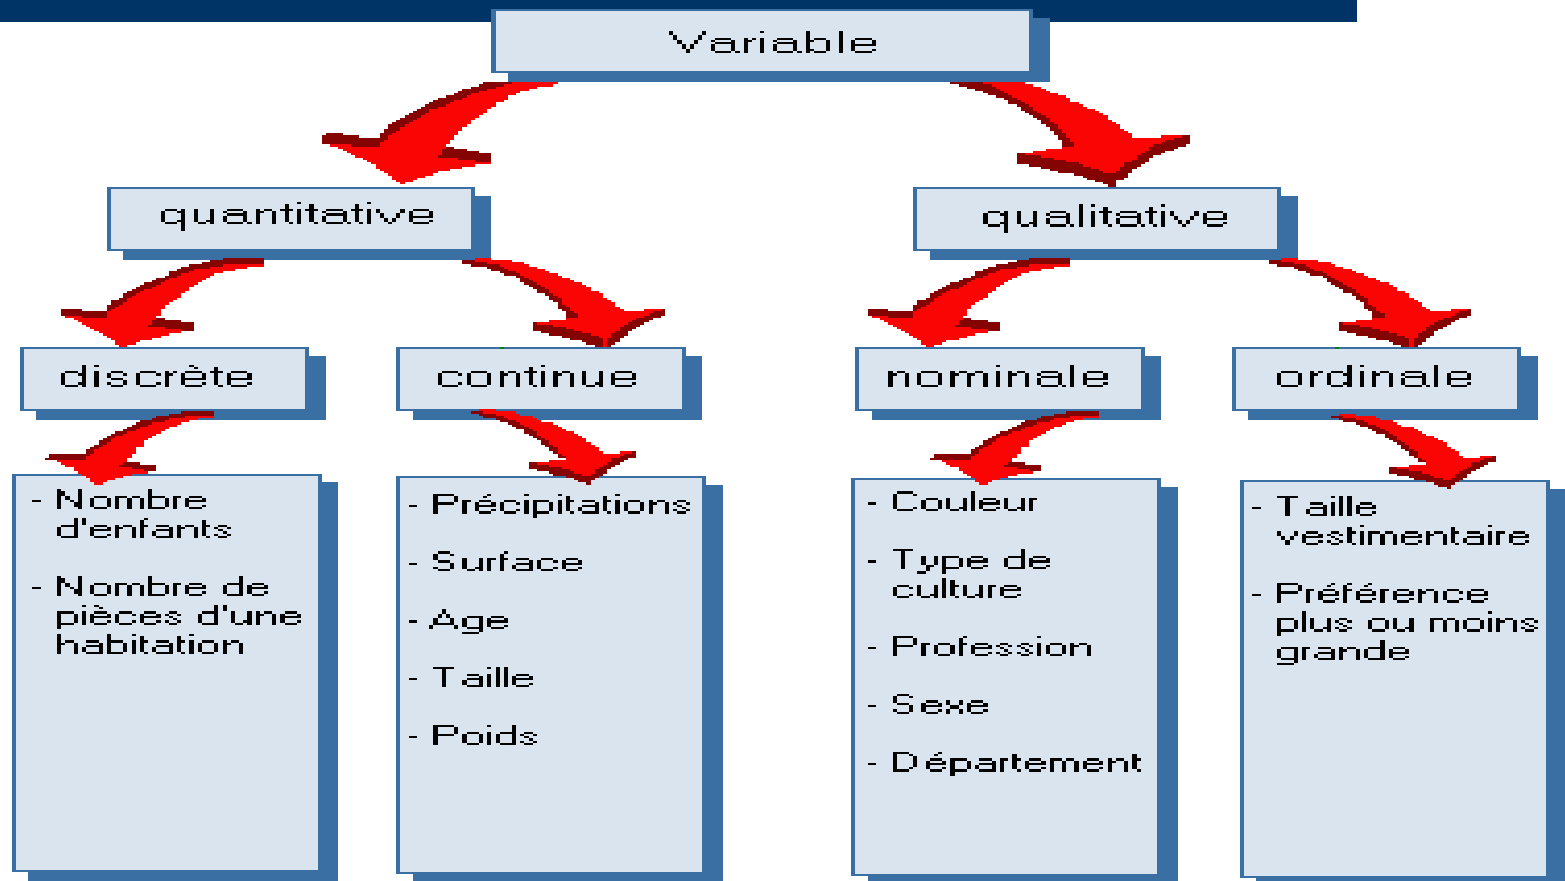 Variable
quantitative
qualitative
discrète
continue
nominale
ordinale
- Nombre
d'enfants
- Nombre de
pièces d'une
habitation
- Précipitations
- Surface
- Age
- Taille
- Poids
- Couleur
- Type de
culture
- Profession
- Sexe
- Département
- Taille
vestimentaire
- Préférence
plus ou moins
grande